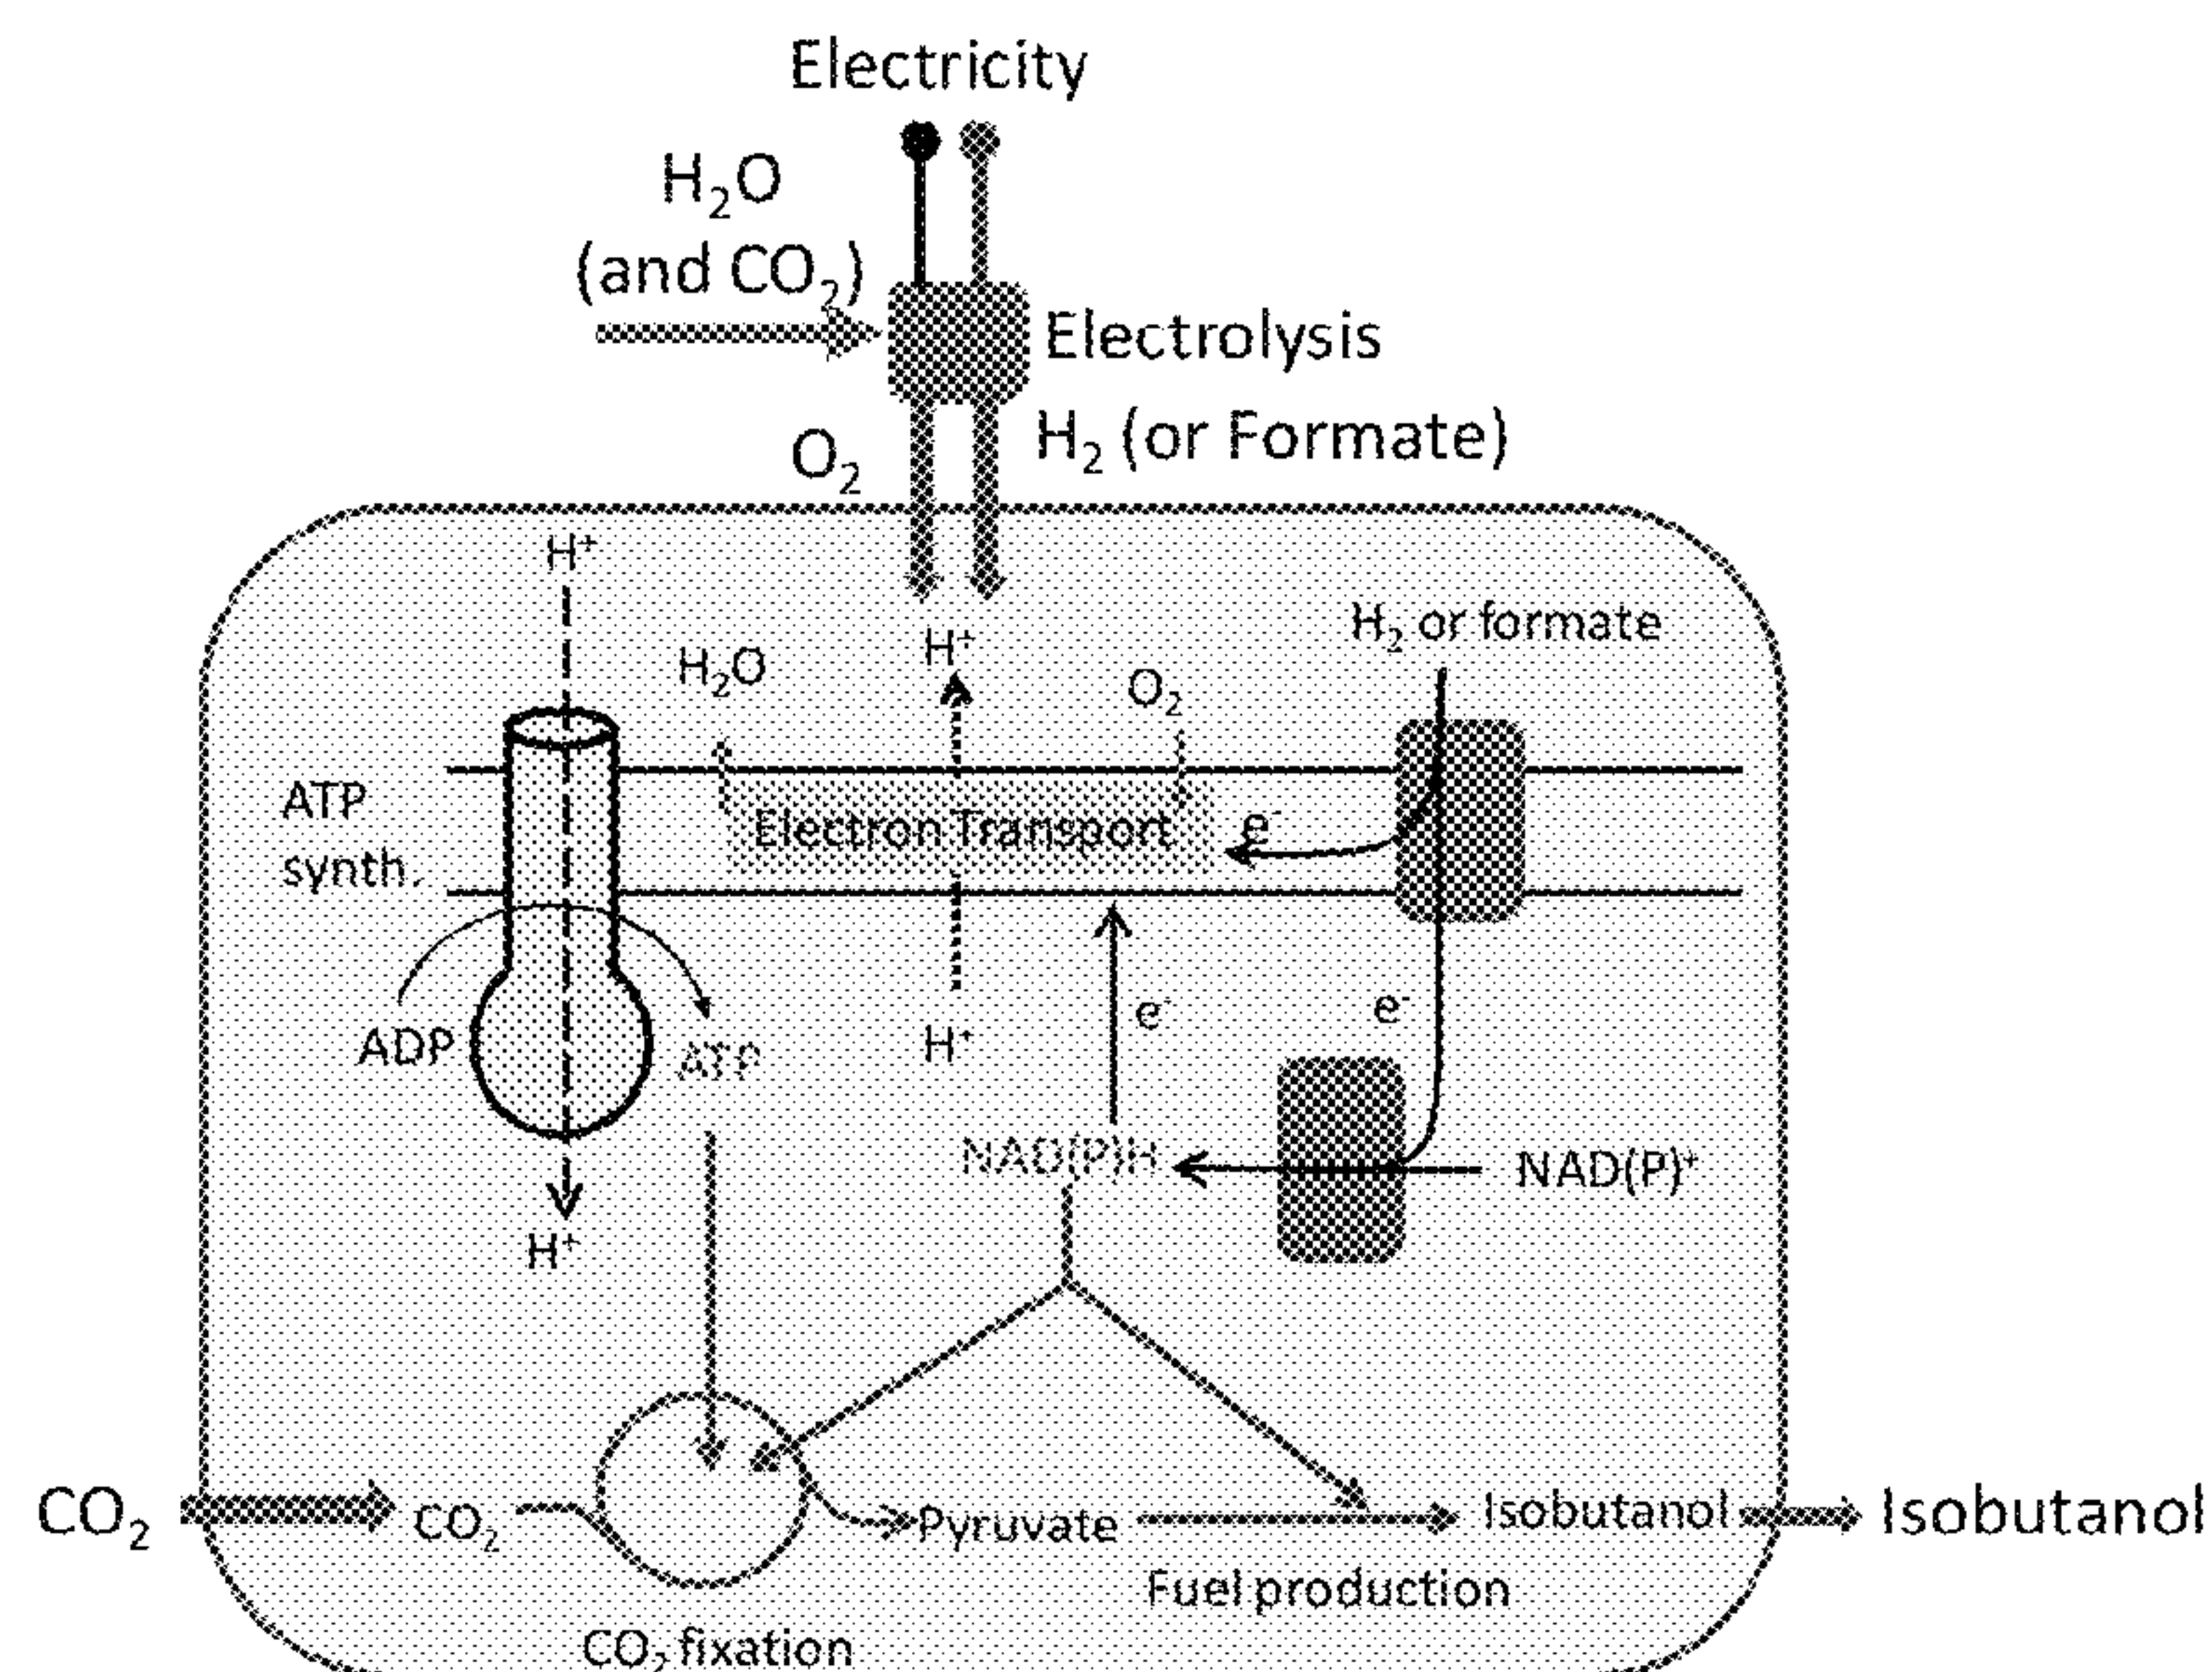 Electricity
H₂O
(and CO₂)
Electrolysis
O₂
H₂ (or Formate)
H⁺
H₂O
H⁺
O₂
H₂ or formate
ATP
synth.
Electron Transport
e⁻
ADP
ATP
H⁺
e⁻
e⁻
NAD(P)H
NAD(P)⁺
H⁺
CO₂
CO₂
Pyruvate
Isobutanol
Isobutanol
Fuel production
CO₂ fixation